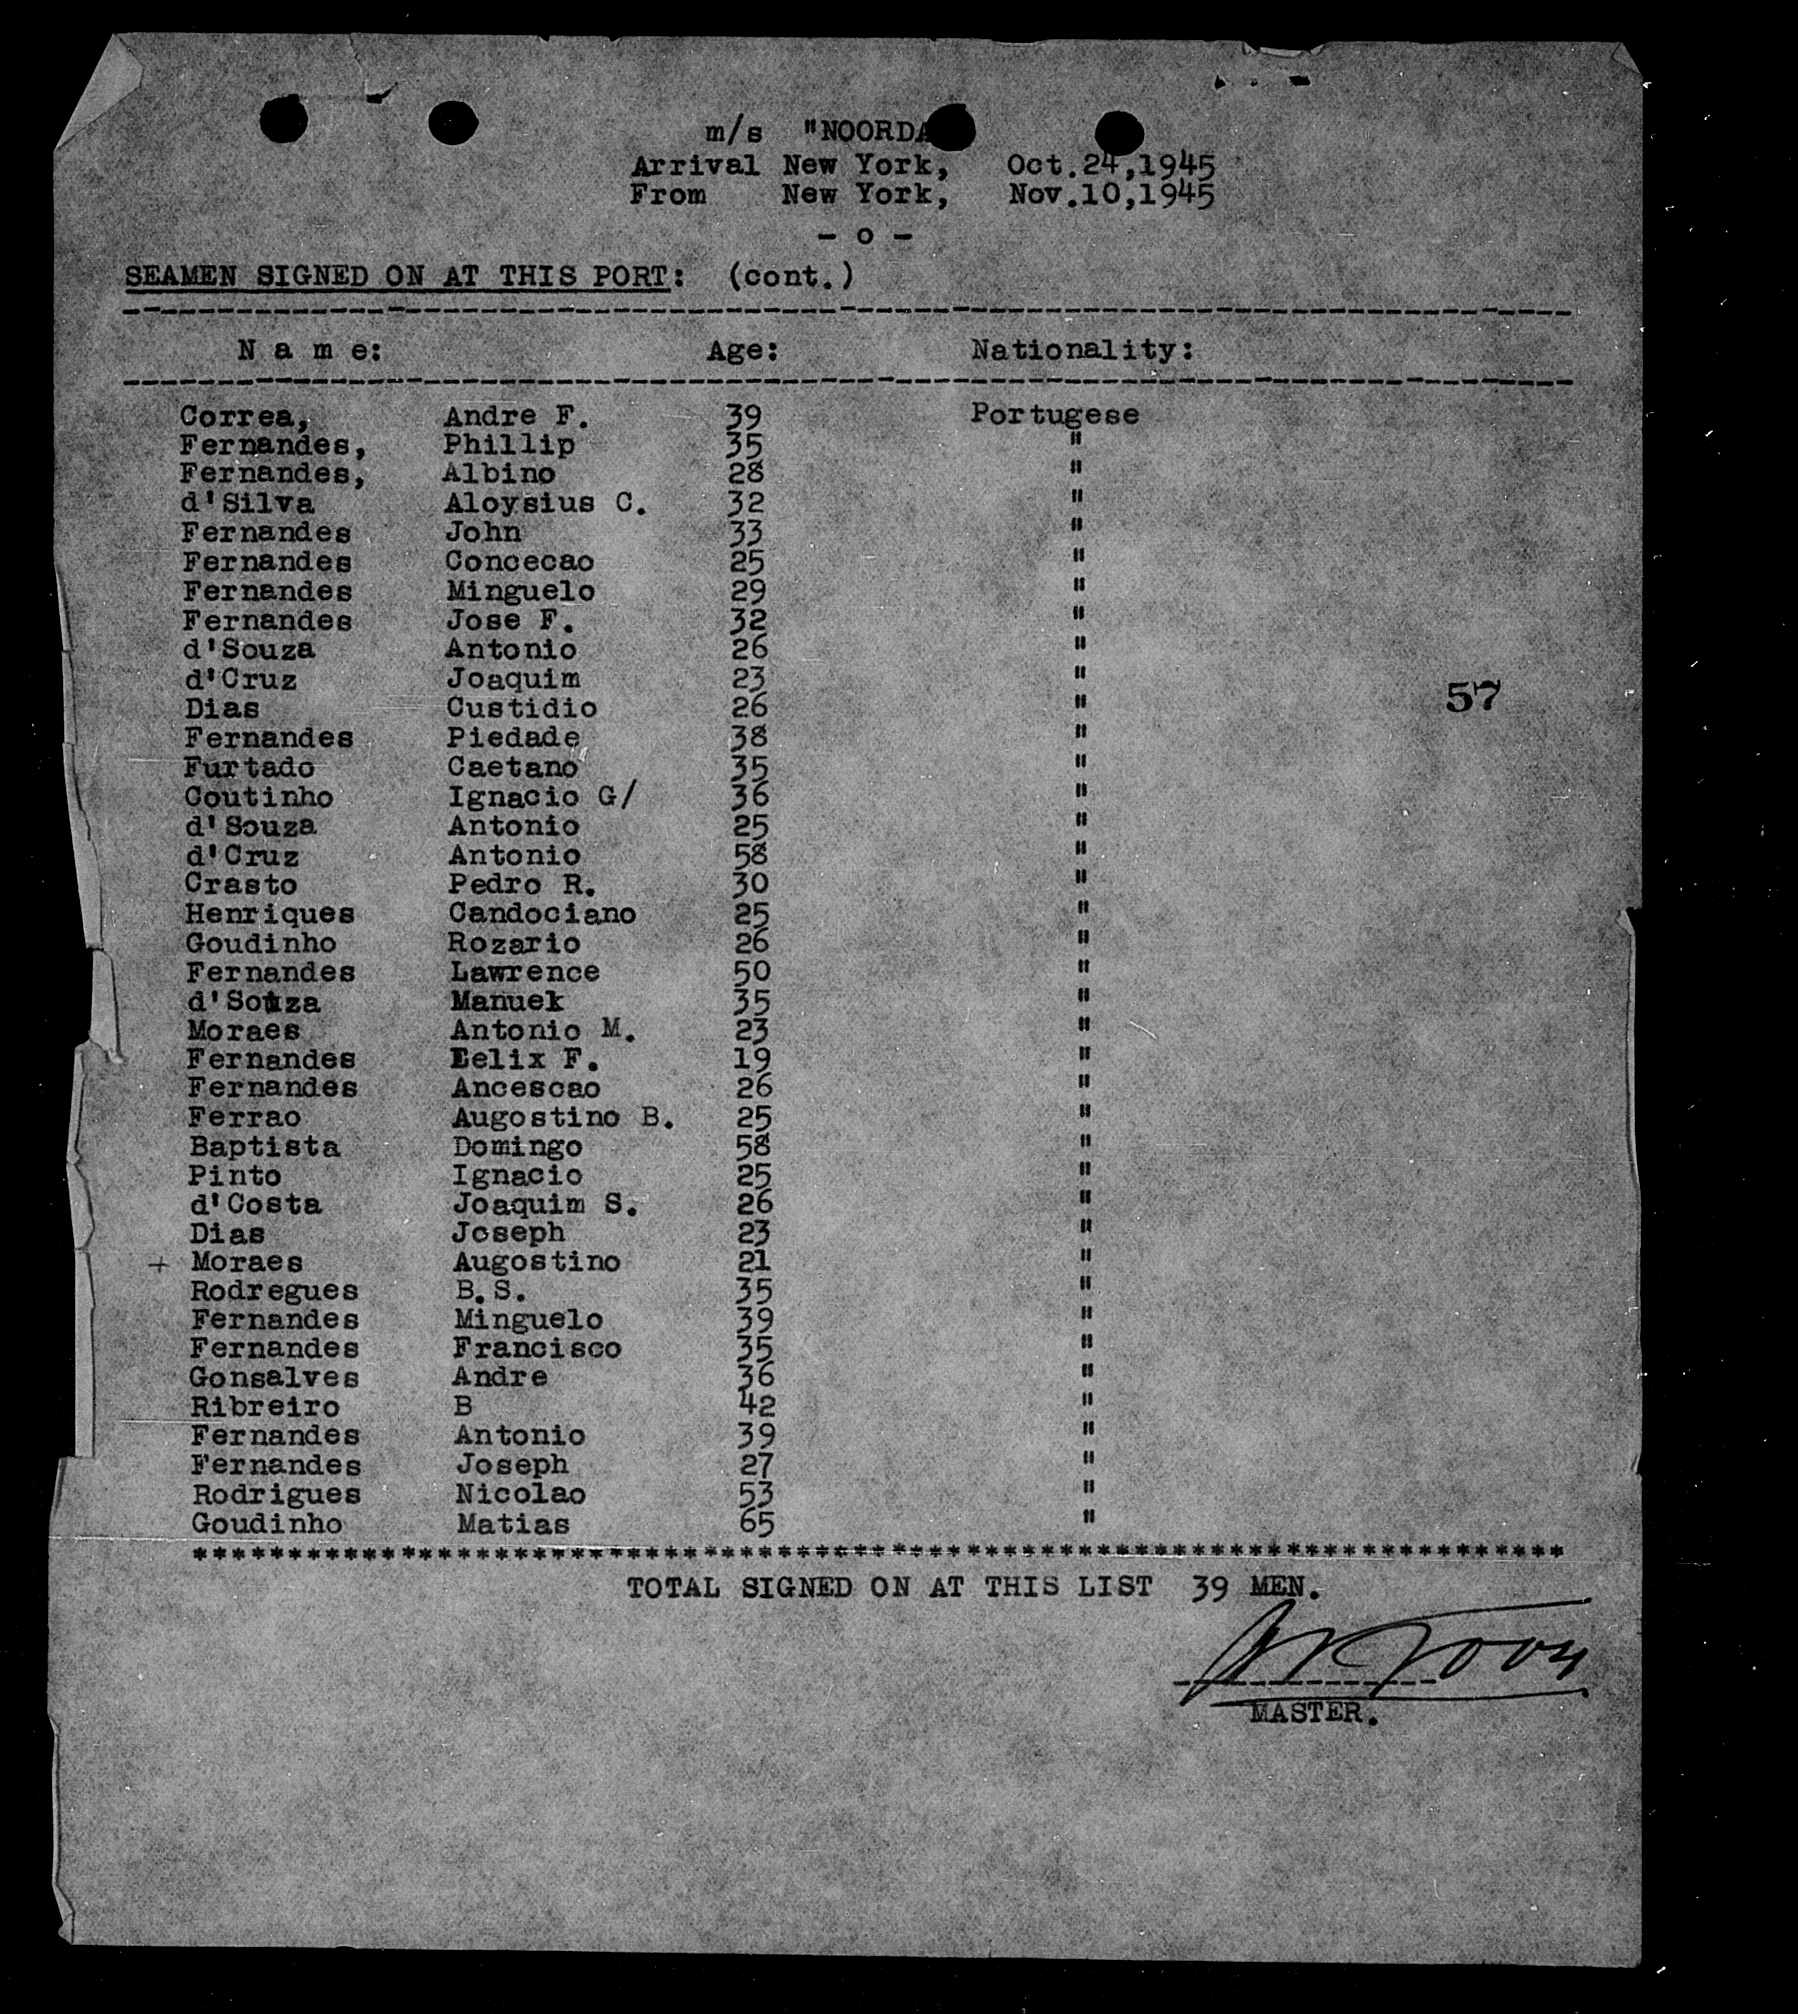 m/s "NOORDA
Arrival New York, Oct.24,1945
From New York, Nov.10,1945
- o -
SEAMEN SIGNED ON AT THIS PORT: (cont.)
N a m e: Age: Nationality:
Correa, Andre F. 39 Portugese
Fernandes, Phillip 35 "
Fernandes, Albino 28 "
d'Silva Aloysius C. 32 "
Fernandes John 33 "
Fernandes Concecao 25 "
Fernandes Minguelo 29 "
Fernandes Jose F. 32 "
d'Souza Antonio 26 "
d'Cruz Joaquim 23 "
57
Dias Custidio 26 "
Fernandes Piedade 38 "
Furtado Caetano 35 "
Coutinho Ignacio G/ 36 "
d'Souza Antonio 25 "
d'Cruz Antonio 58 "
Crasto Pedro R. 30 "
Henriques Candociano 25 "
Goudinho Rozario 26 "
Fernandes Lawrence 50 "
d'Souza Manuel 35 "
Moraes Antonio M. 23 "
Fernandes Eelix F. 19 "
Fernandes Ancescao 26 "
Ferrao Augostino B. 25 "
Baptista Domingo 58 "
Pinto Ignacio 25 "
d'Costa Joaquim S. 26 "
Dias Joseph 23 "
+ Moraes Augostino 21 "
Rodregues B.S. 35 "
Fernandes Minguelo 39 "
Fernandes Francisco 35 "
Gonsalves Andre 36 "
Ribreiro B 42 "
Fernandes Antonio 39 "
Fernandes Joseph 27 "
Rodrigues Nicolao 53 "
Goudinho Matias 65 "
TOTAL SIGNED ON AT THIS LIST 39 MEN.
MASTER.